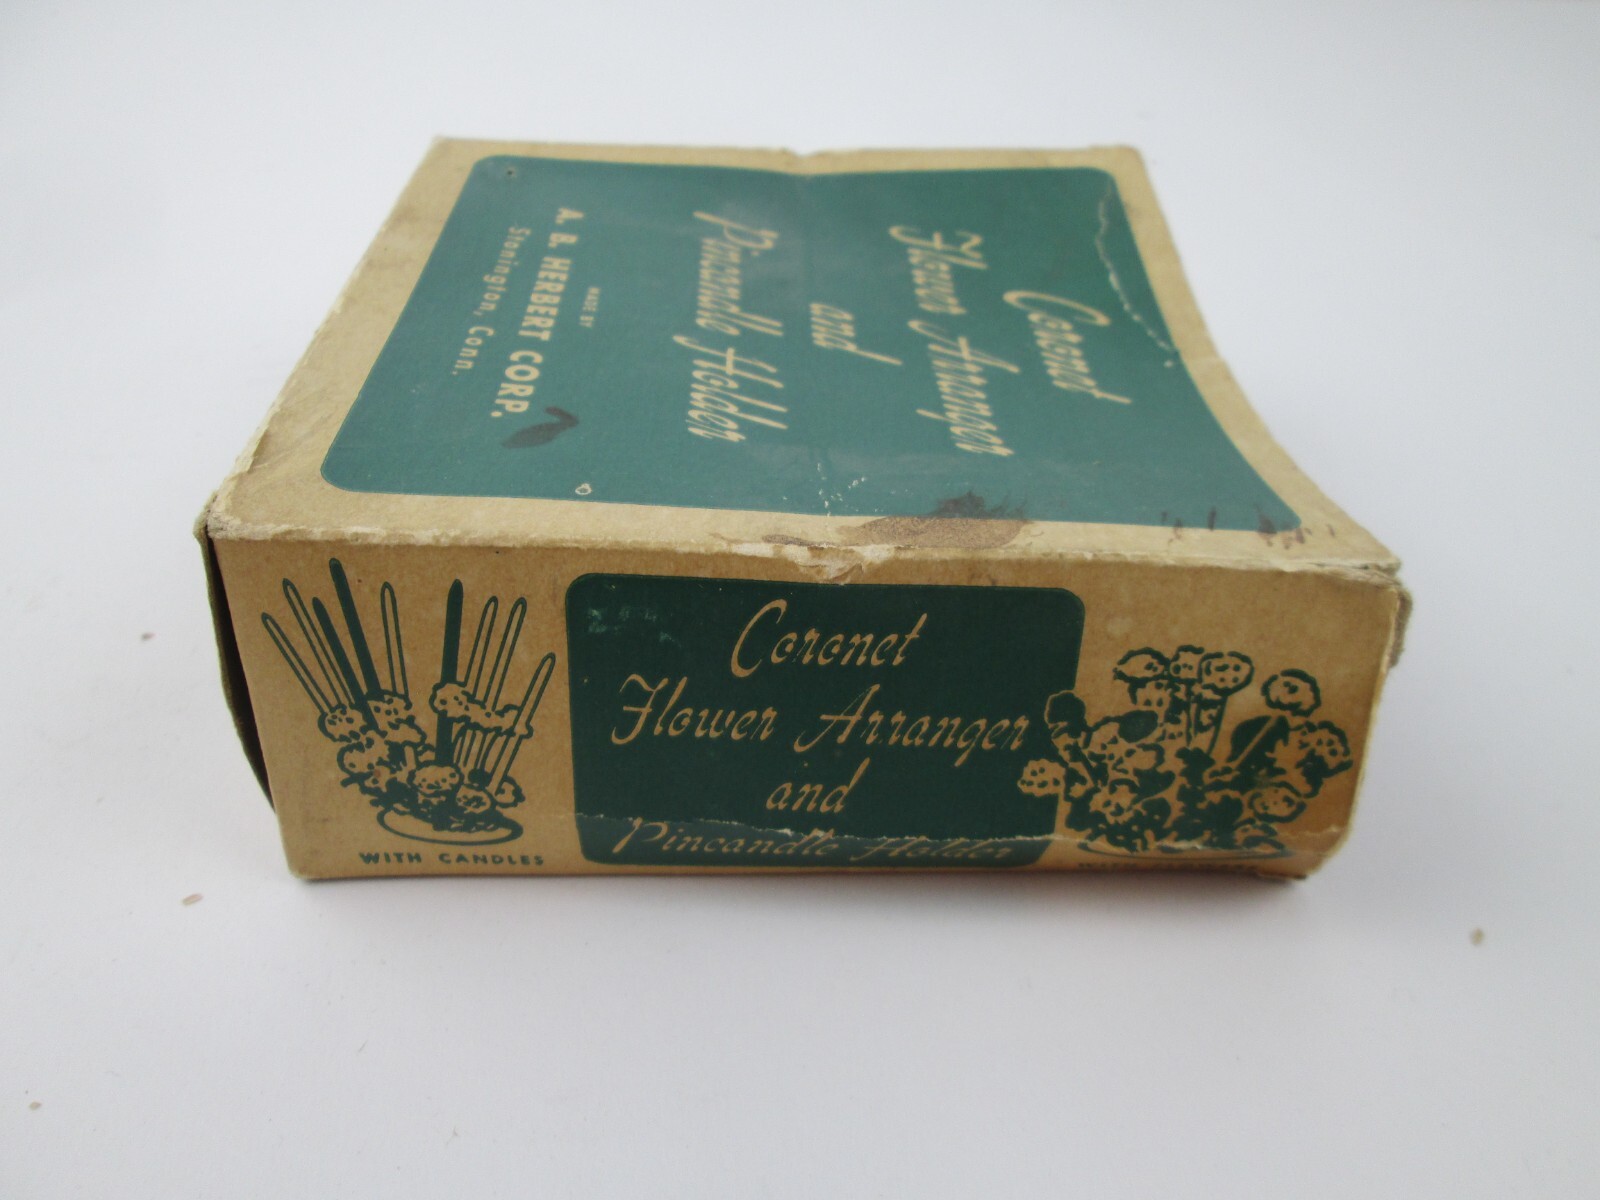 Coronet
Flower Arranger
and
Pincandle Holder
MADE BY
A. B. HERBERT CORP.
Stonington, Conn.
Coronet
Flower Arranger
and
Pincandle Holder
WITH CANDLES